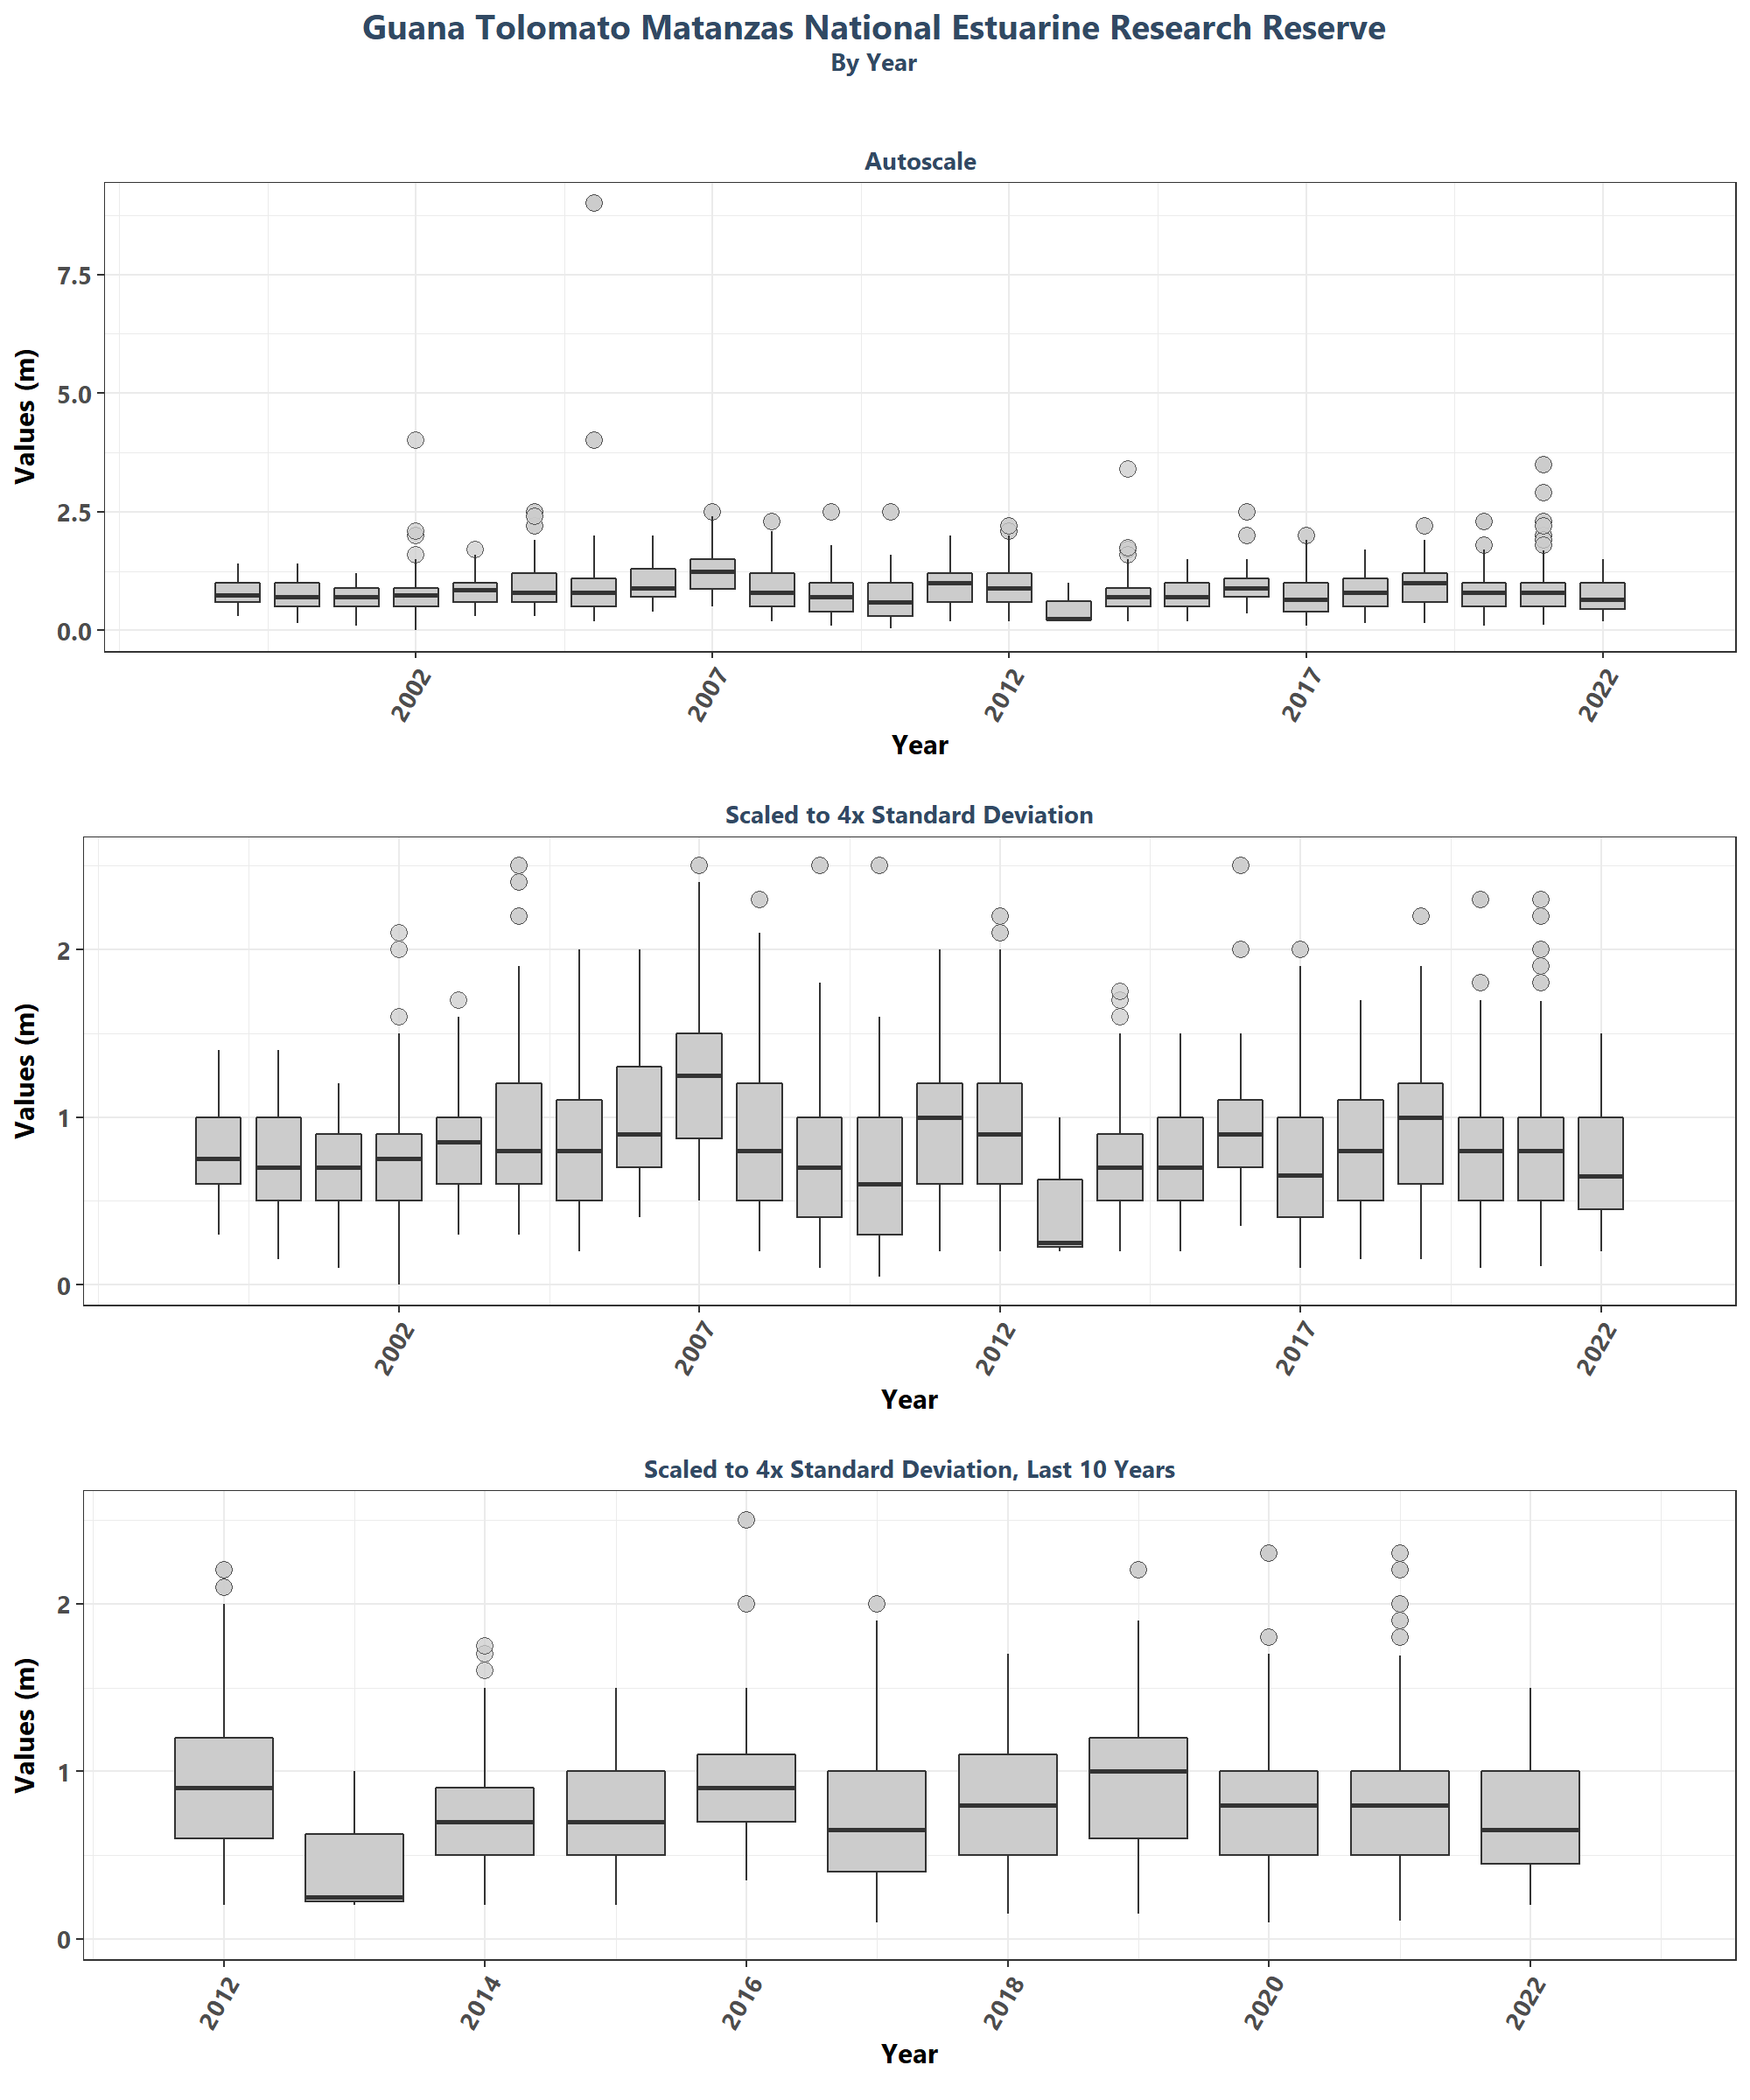 Guana Tolomato Matanzas National Estuarine Research Reserve
By Year
Autoscale
Values (m)
7.5
5.0
2.5
0.0
2002
2007
2012
2017
2022
Year
Scaled to 4x Standard Deviation
Values (m)
2
1
0
2002
2007
2012
2017
2022
Year
Scaled to 4x Standard Deviation, Last 10 Years
Values (m)
2
1
0
2012
2014
2016
2018
2020
2022
Year